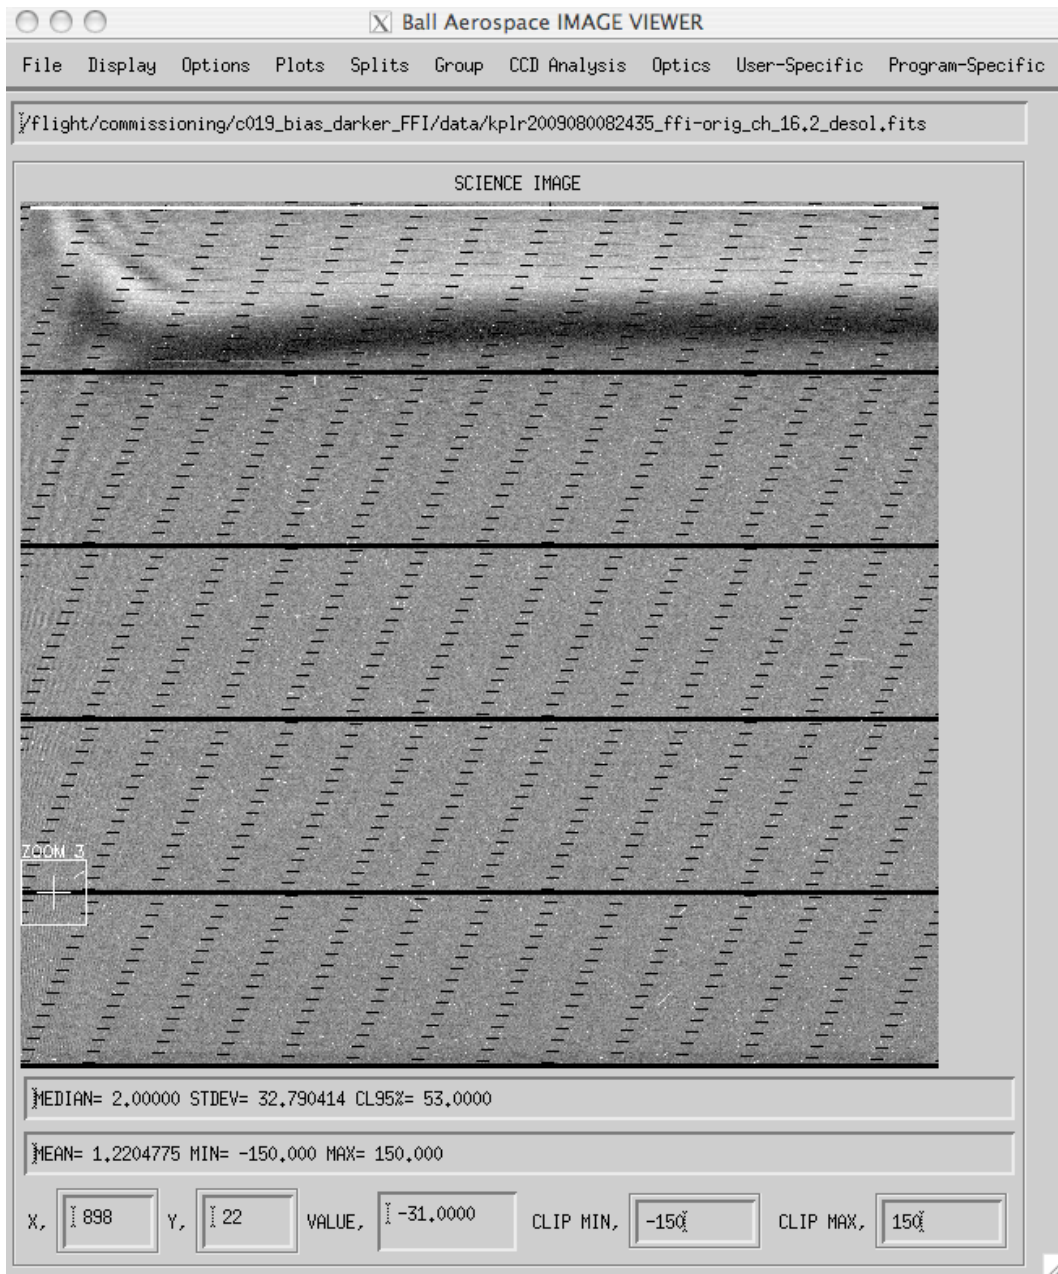 Ball Aerospace IMAGE VIEWER
File Display Options Plots Splits Group CCD Analysis Optics User-Specific Program-Specific
/flight/commissioning/c019_bias_darker_FFI/data/kplr2009080082435_ffi-orig_ch_16.2_desol.fits
SCIENCE IMAGE
ZOOM 3
MEDIAN= 2.00000 STDEV= 32.790414 CL95%= 53.0000
MEAN= 1.2204775 MIN= -150.000 MAX= 150.000
X, 898 Y, 22 VALUE, -31.0000 CLIP MIN, -150 CLIP MAX, 150